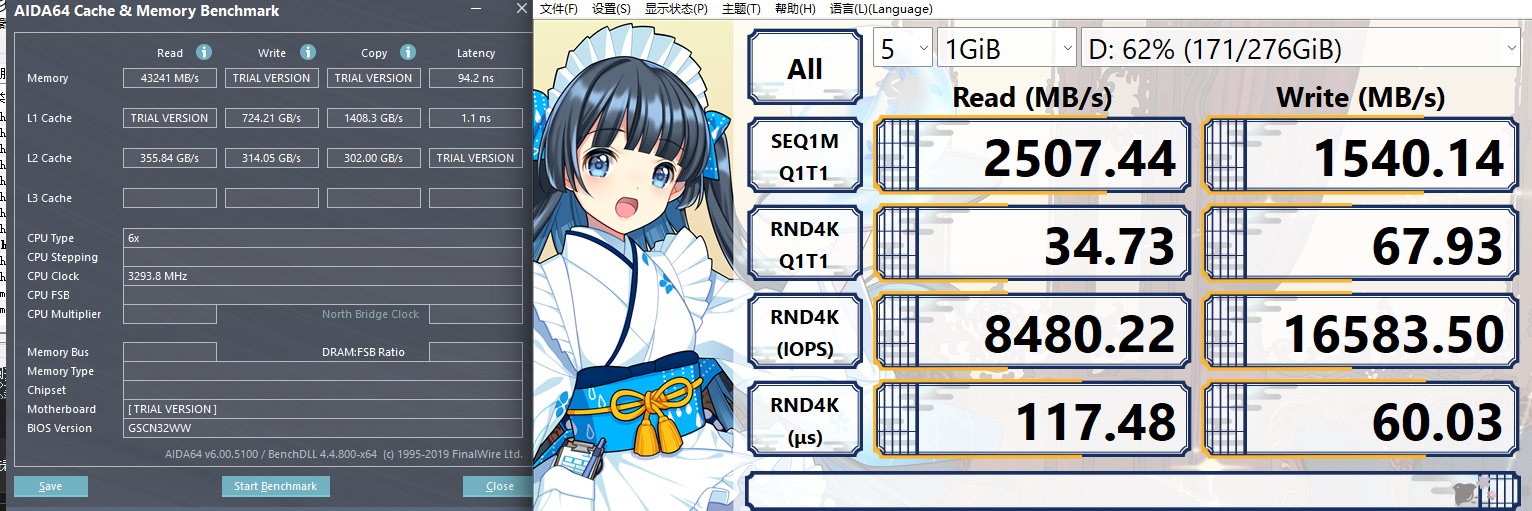 AIDA64 Cache & Memory Benchmark
Read Write Copy Latency
Memory 43241 MB/s TRIAL VERSION TRIAL VERSION 94.2 ns
L1 Cache TRIAL VERSION 724.21 GB/s 1408.3 GB/s 1.1 ns
L2 Cache 355.84 GB/s 314.05 GB/s 302.00 GB/s TRIAL VERSION
L3 Cache
CPU Type 6x
CPU Stepping
CPU Clock 3293.8 MHz
CPU FSB
CPU Multiplier North Bridge Clock
Memory Bus DRAM:FSB Ratio
Memory Type
Chipset
Motherboard [ TRIAL VERSION ]
BIOS Version GSCN32WW
AIDA64 v6.00.5100 / BenchDLL 4.4.800-x64 (c) 1995-2019 FinalWire Ltd.
Save Start Benchmark Close
文件(F) 设置(S) 显示状态(P) 主题(T) 帮助(H) 语言(L)(Language)
All 5 1GiB D: 62% (171/276GiB)
Read (MB/s) Write (MB/s)
SEQ1M
Q1T1 2507.44 1540.14
RND4K
Q1T1 34.73 67.93
RND4K
(IOPS) 8480.22 16583.50
RND4K
(μs) 117.48 60.03